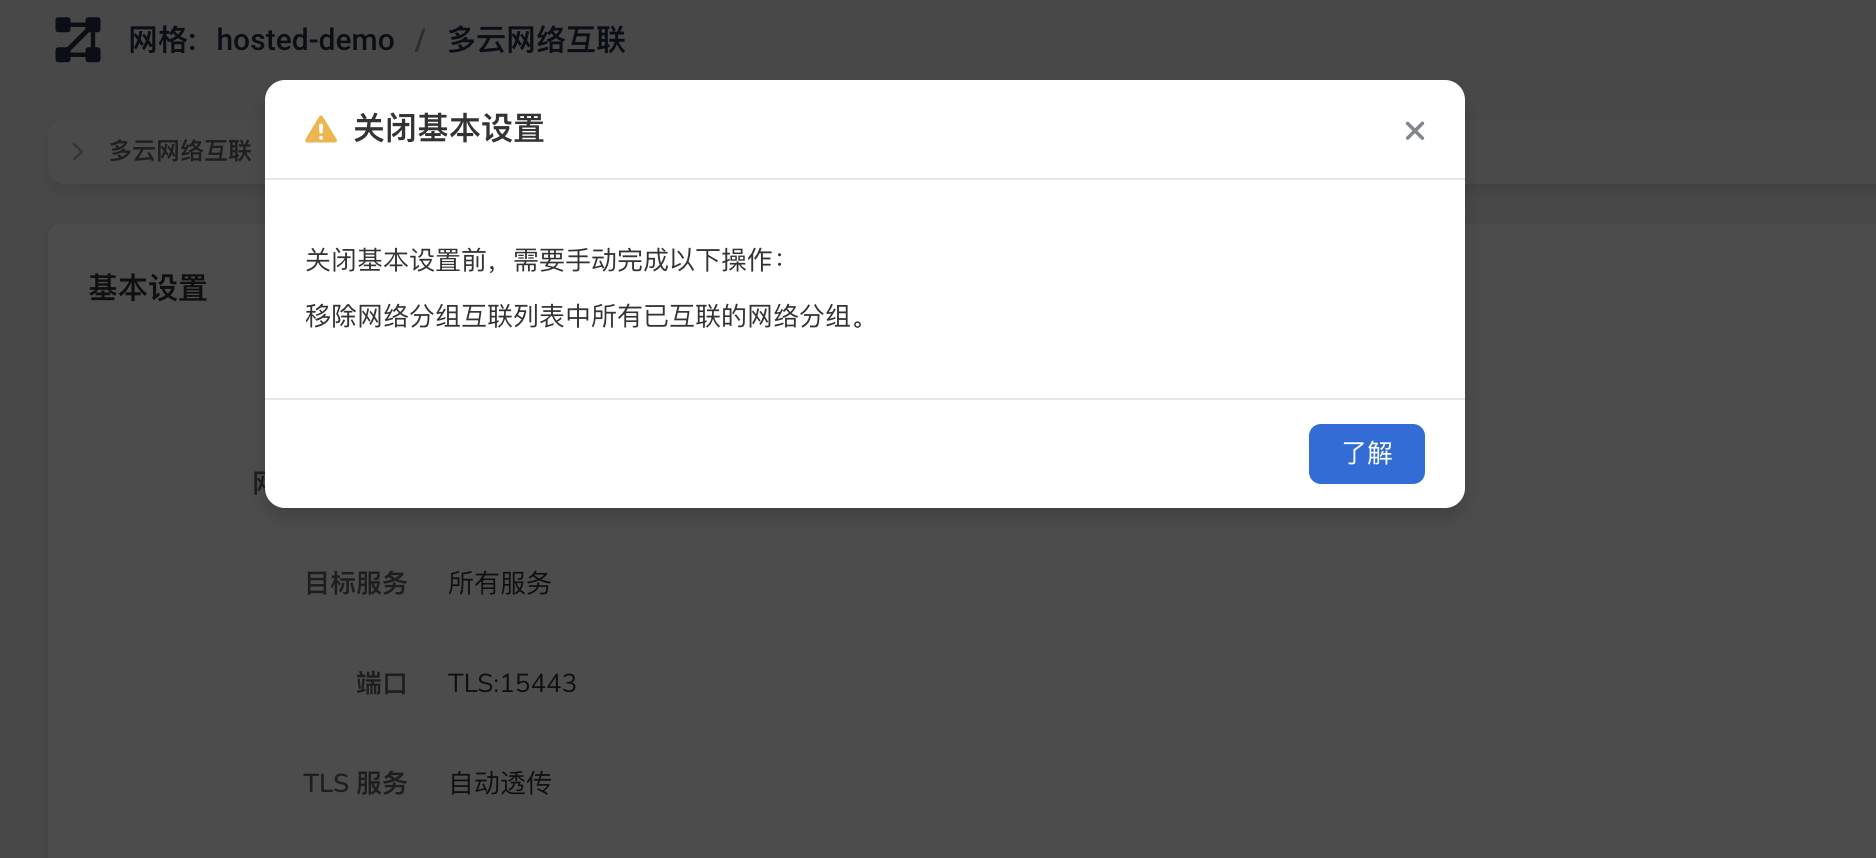 网格: hosted-demo / 多云网络互联
关闭基本设置
多云网络互联
关闭基本设置前，需要手动完成以下操作：
基本设置
移除网络分组互联列表中所有已互联的网络分组。
了解
目标服务 所有服务
端口 TLS:15443
TLS 服务 自动透传